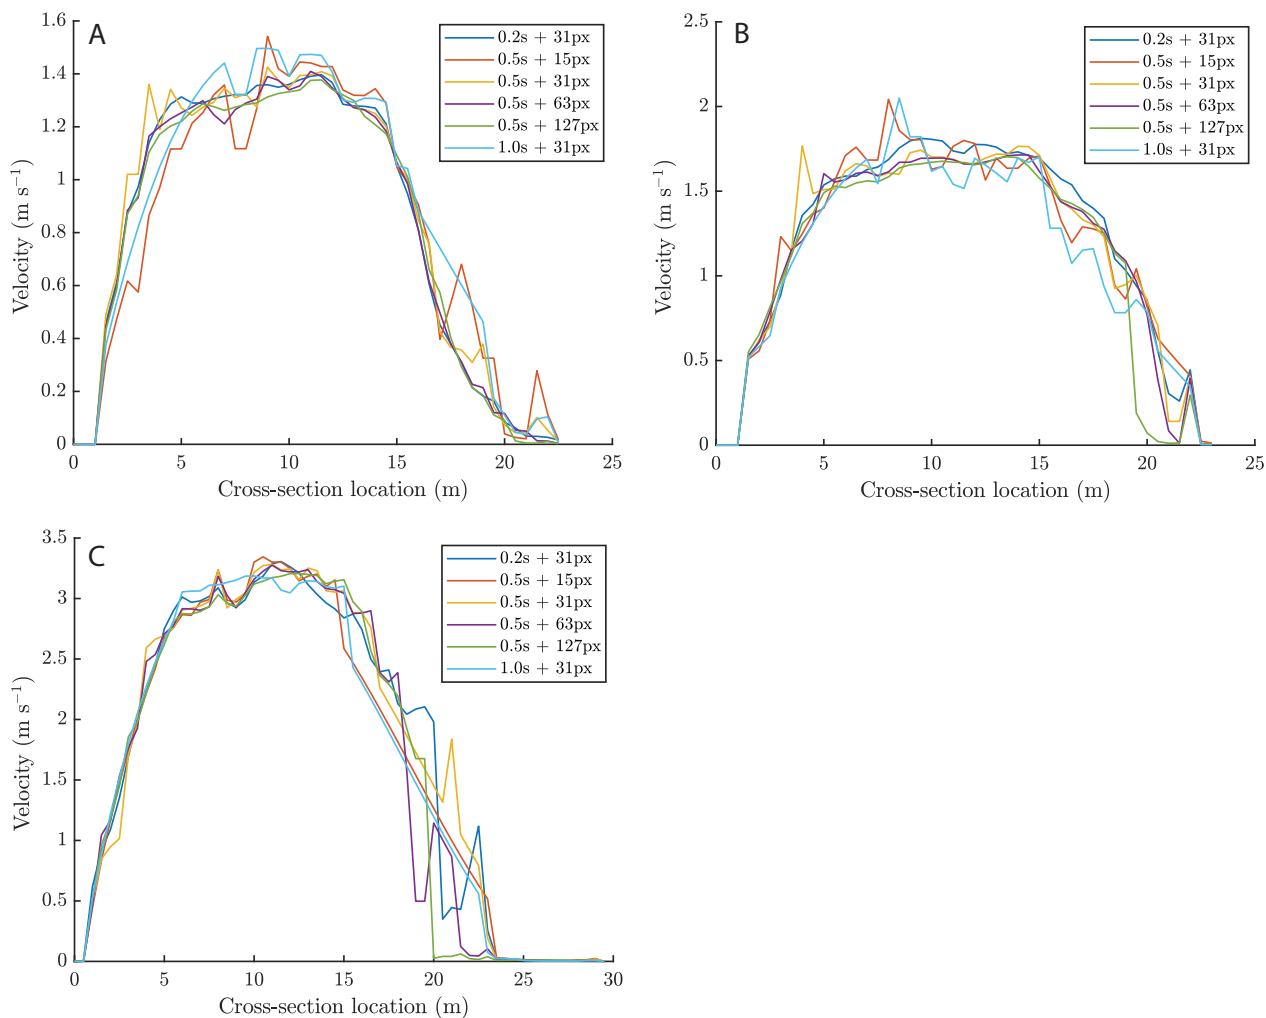 A
1.6
1.4
1.2
1
0.8
0.6
0.4
0.2
0
Velocity (m s⁻¹)
0 5 10 15 20 25
Cross-section location (m)
0.2s + 31px
0.5s + 15px
0.5s + 31px
0.5s + 63px
0.5s + 127px
1.0s + 31px
B
2.5
2
1.5
1
0.5
0
Velocity (m s⁻¹)
0 5 10 15 20 25
Cross-section location (m)
0.2s + 31px
0.5s + 15px
0.5s + 31px
0.5s + 63px
0.5s + 127px
1.0s + 31px
C
3.5
3
2.5
2
1.5
1
0.5
0
Velocity (m s⁻¹)
0 5 10 15 20 25 30
Cross-section location (m)
0.2s + 31px
0.5s + 15px
0.5s + 31px
0.5s + 63px
0.5s + 127px
1.0s + 31px